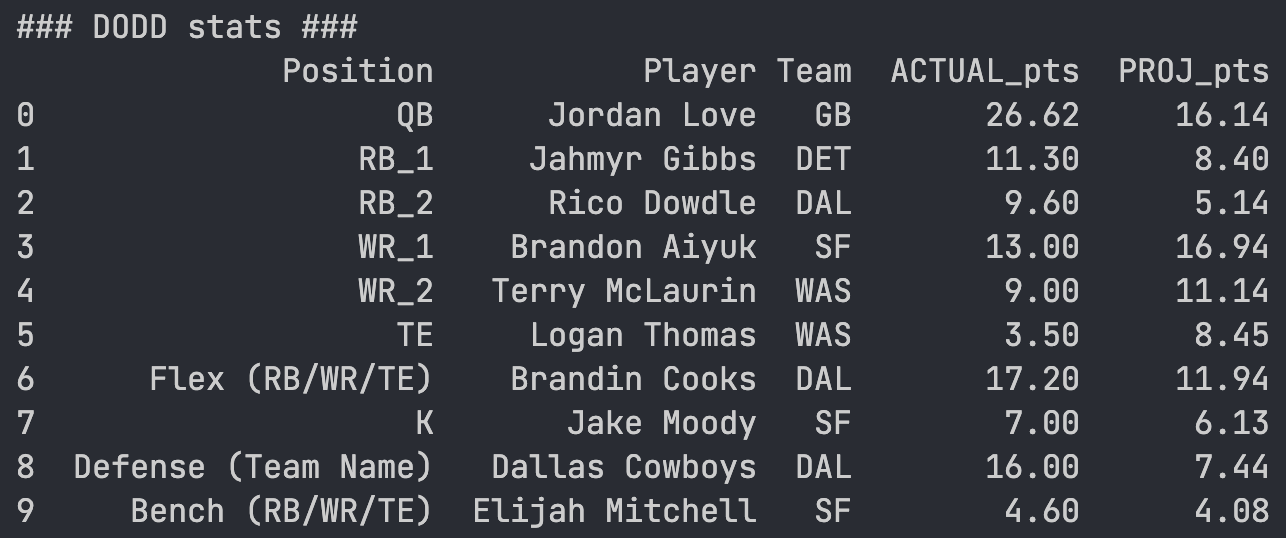 ### DODD stats ###
Position Player Team ACTUAL_pts PROJ_pts
0 QB Jordan Love GB 26.62 16.14
1 RB_1 Jahmyr Gibbs DET 11.30 8.40
2 RB_2 Rico Dowdle DAL 9.60 5.14
3 WR_1 Brandon Aiyuk SF 13.00 16.94
4 WR_2 Terry McLaurin WAS 9.00 11.14
5 TE Logan Thomas WAS 3.50 8.45
6 Flex (RB/WR/TE) Brandin Cooks DAL 17.20 11.94
7 K Jake Moody SF 7.00 6.13
8 Defense (Team Name) Dallas Cowboys DAL 16.00 7.44
9 Bench (RB/WR/TE) Elijah Mitchell SF 4.60 4.08